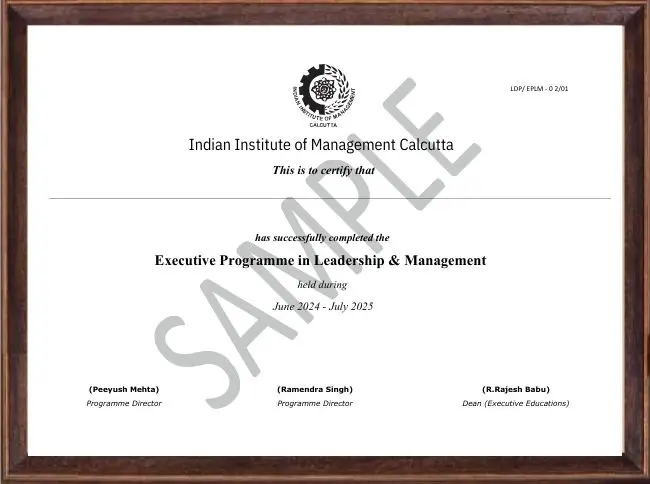 LDP/ EPLM - 0 2/01
INDIAN INSTITUTE OF MANAGEMENT
CALCUTTA
Indian Institute of Management Calcutta
This is to certify that
has successfully completed the
Executive Programme in Leadership & Management
held during
June 2024 - July 2025
SAMPLE
(Peeyush Mehta) (Ramendra Singh) (R.Rajesh Babu)
Programme Director Programme Director Dean (Executive Educations)